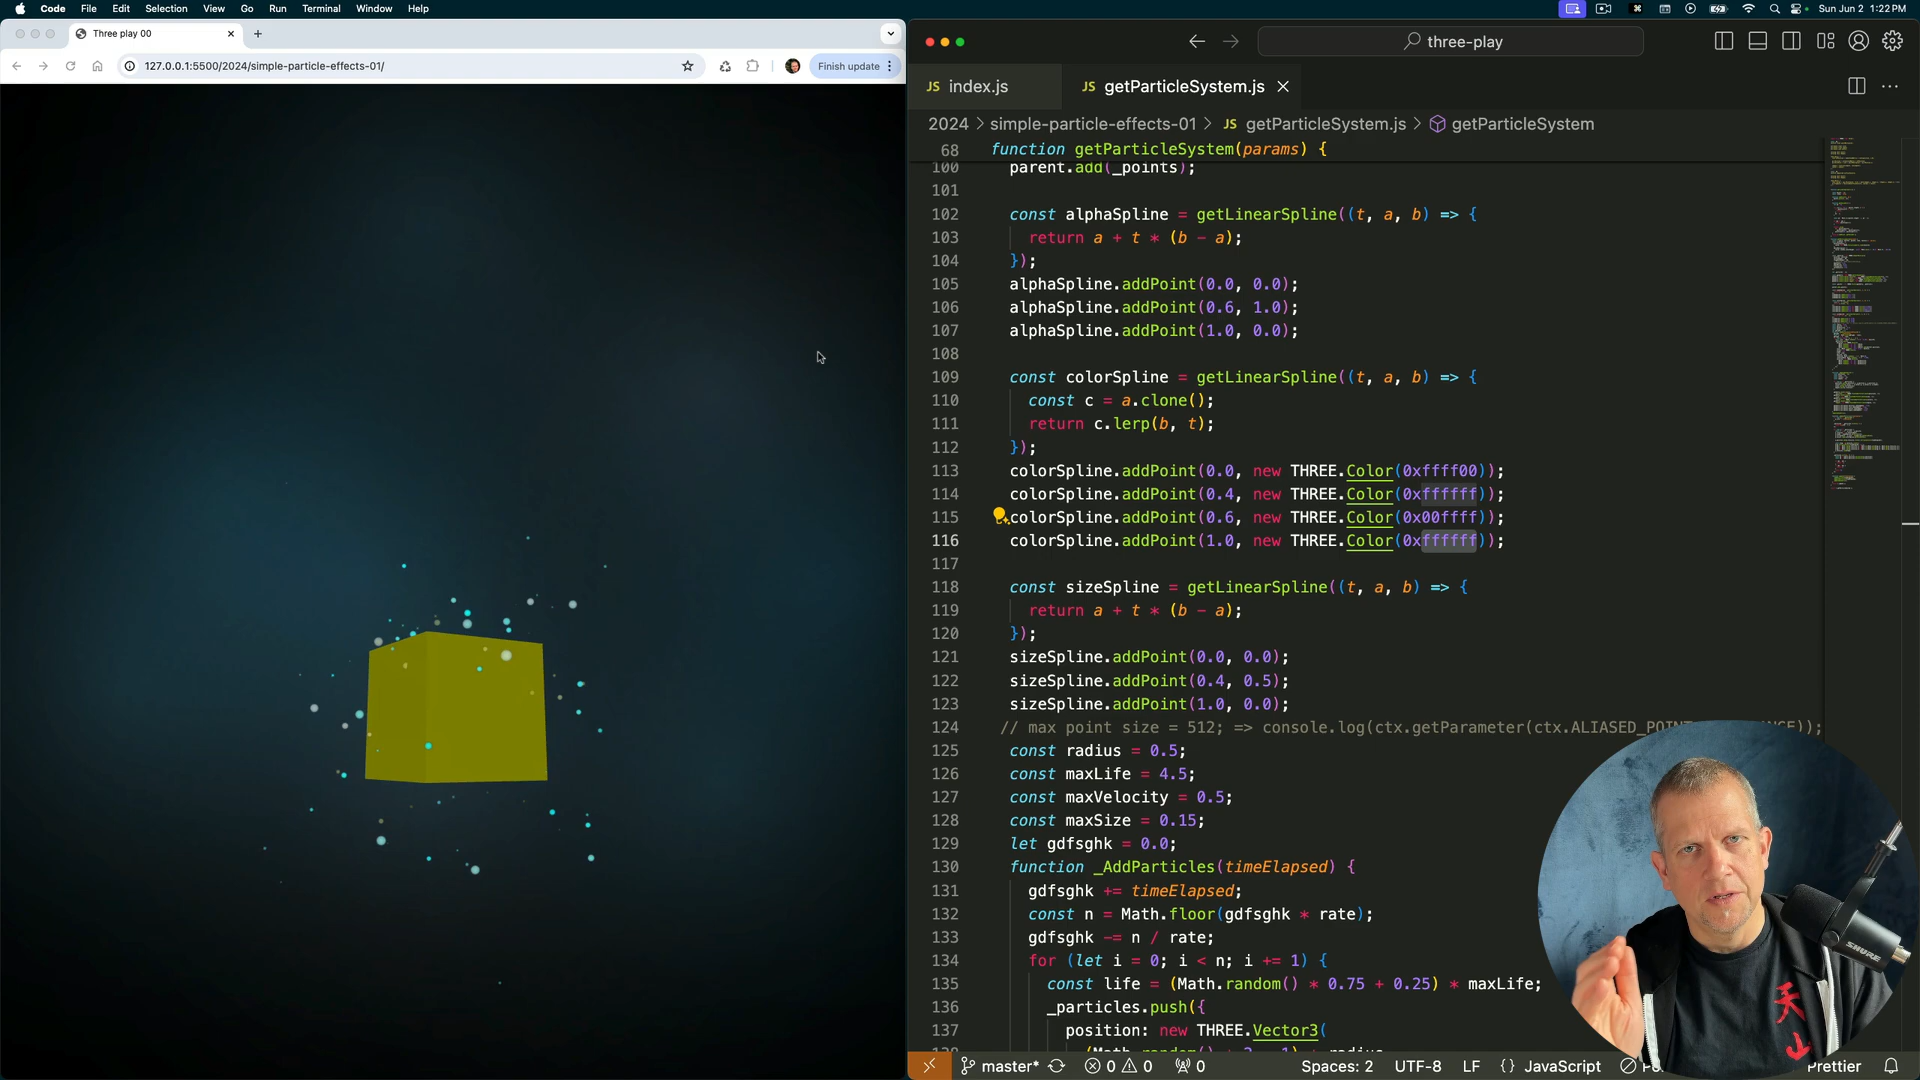 Code File Edit Selection View Go Run Terminal Window Help
Sun Jun 2 1:22 PM
Three play 00
127.0.0.1:5500/2024/simple-particle-effects-01/
Finish update
three-play
JS index.js
JS getParticleSystem.js
2024 > simple-particle-effects-01 > JS getParticleSystem.js > getParticleSystem
68 function getParticleSystem(params) {
100 parent.add(_points);
101
102 const alphaSpline = getLinearSpline((t, a, b) => {
103 return a + t * (b - a);
104 });
105 alphaSpline.addPoint(0.0, 0.0);
106 alphaSpline.addPoint(0.6, 1.0);
107 alphaSpline.addPoint(1.0, 0.0);
108
109 const colorSpline = getLinearSpline((t, a, b) => {
110 const c = a.clone();
111 return c.lerp(b, t);
112 });
113 colorSpline.addPoint(0.0, new THREE.Color(0xffff00));
114 colorSpline.addPoint(0.4, new THREE.Color(0xffffff));
115 colorSpline.addPoint(0.6, new THREE.Color(0x00ffff));
116 colorSpline.addPoint(1.0, new THREE.Color(0xffffff));
117
118 const sizeSpline = getLinearSpline((t, a, b) => {
119 return a + t * (b - a);
120 });
121 sizeSpline.addPoint(0.0, 0.0);
122 sizeSpline.addPoint(0.4, 0.5);
123 sizeSpline.addPoint(1.0, 0.0);
124 // max point size = 512; => console.log(ctx.getParameter(ctx.ALIASED_
125 const radius = 0.5;
126 const maxLife = 4.5;
127 const maxVelocity = 0.5;
128 const maxSize = 0.15;
129 let gdfsghk = 0.0;
130 function _AddParticles(timeElapsed) {
131 gdfsghk += timeElapsed;
132 const n = Math.floor(gdfsghk * rate);
133 gdfsghk -= n / rate;
134 for (let i = 0; i < n; i += 1) {
135 const life = (Math.random() * 0.75 + 0.25) * maxLife;
136 _particles.push({
137 position: new THREE.Vector3(
master* 0 0 0 Spaces: 2 UTF-8 LF {} JavaScript Prettier
SHURE
天
山